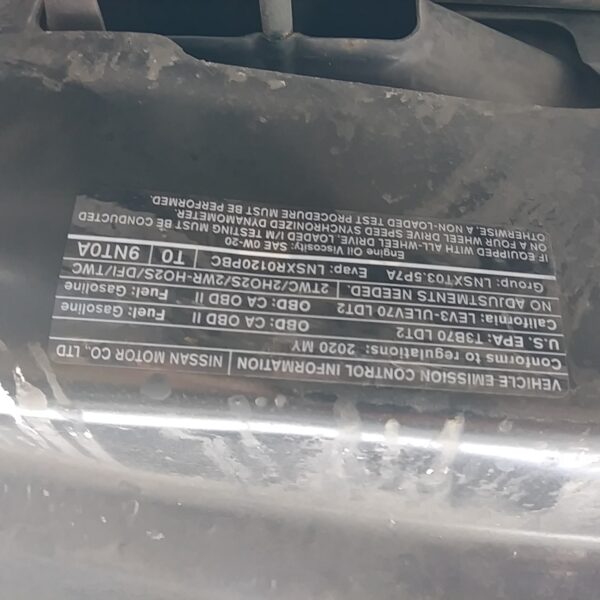 VEHICLE EMISSION CONTROL INFORMATION NISSAN MOTOR CO., LTD
Conforms to regulations: 2020 MY
U.S. EPA: T3B70 LDT2 OBD: CA OBD II Fuel: Gasoline
California: LEV3-ULEV70 LDT2 OBD: CA OBD II Fuel: Gasoline
NO ADJUSTMENTS NEEDED. 2TWC/2HO2S/2WR-HO2S/DFI/TWC
Group: LNSXT03.5P7A Evap: LNSXR0120PBC T0 9NT0A
Engine Oil Viscosity: SAE 0W-20
IF EQUIPPED WITH ALL-WHEEL DRIVE, LOADED I/M TESTING MUST BE CONDUCTED
ON A FOUR WHEEL DRIVE SPEED SYNCHRONIZED DYNAMOMETER.
OTHERWISE, A NON-LOADED TEST PROCEDURE MUST BE PERFORMED.